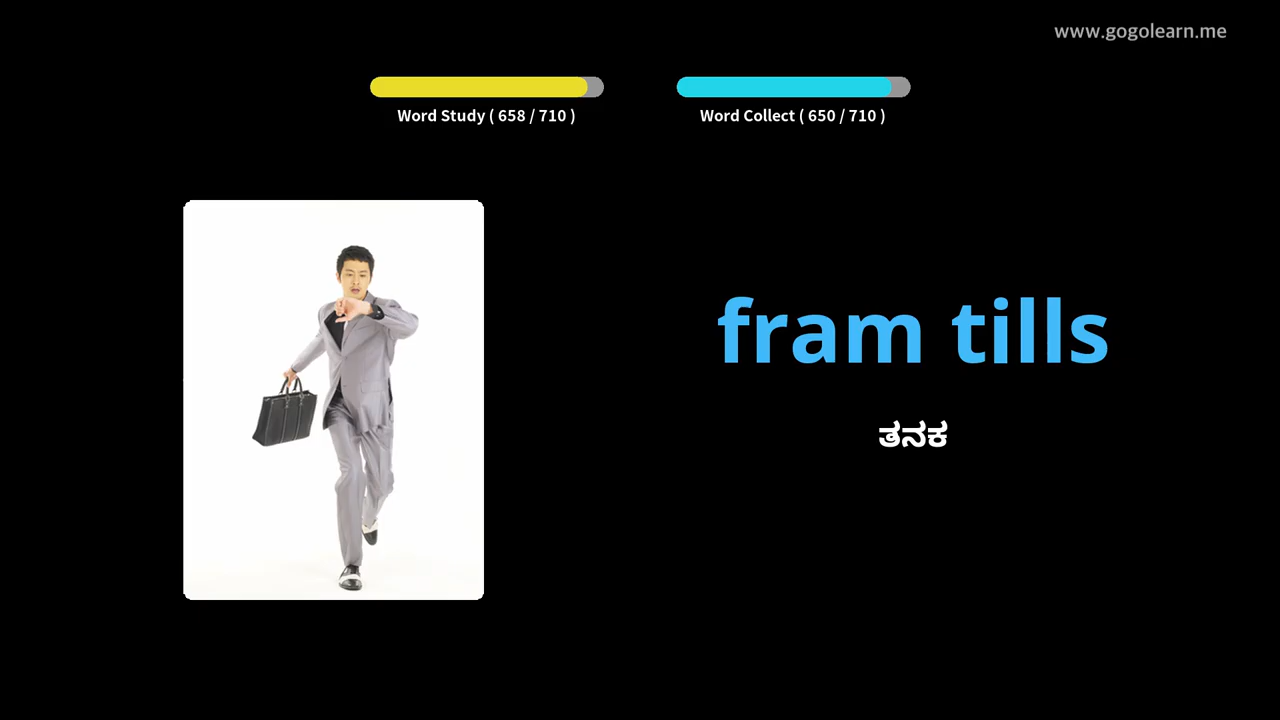 www.gogolearn.me
Word Study ( 658 / 710 )
Word Collect ( 650 / 710 )
fram tills
ತನಕ